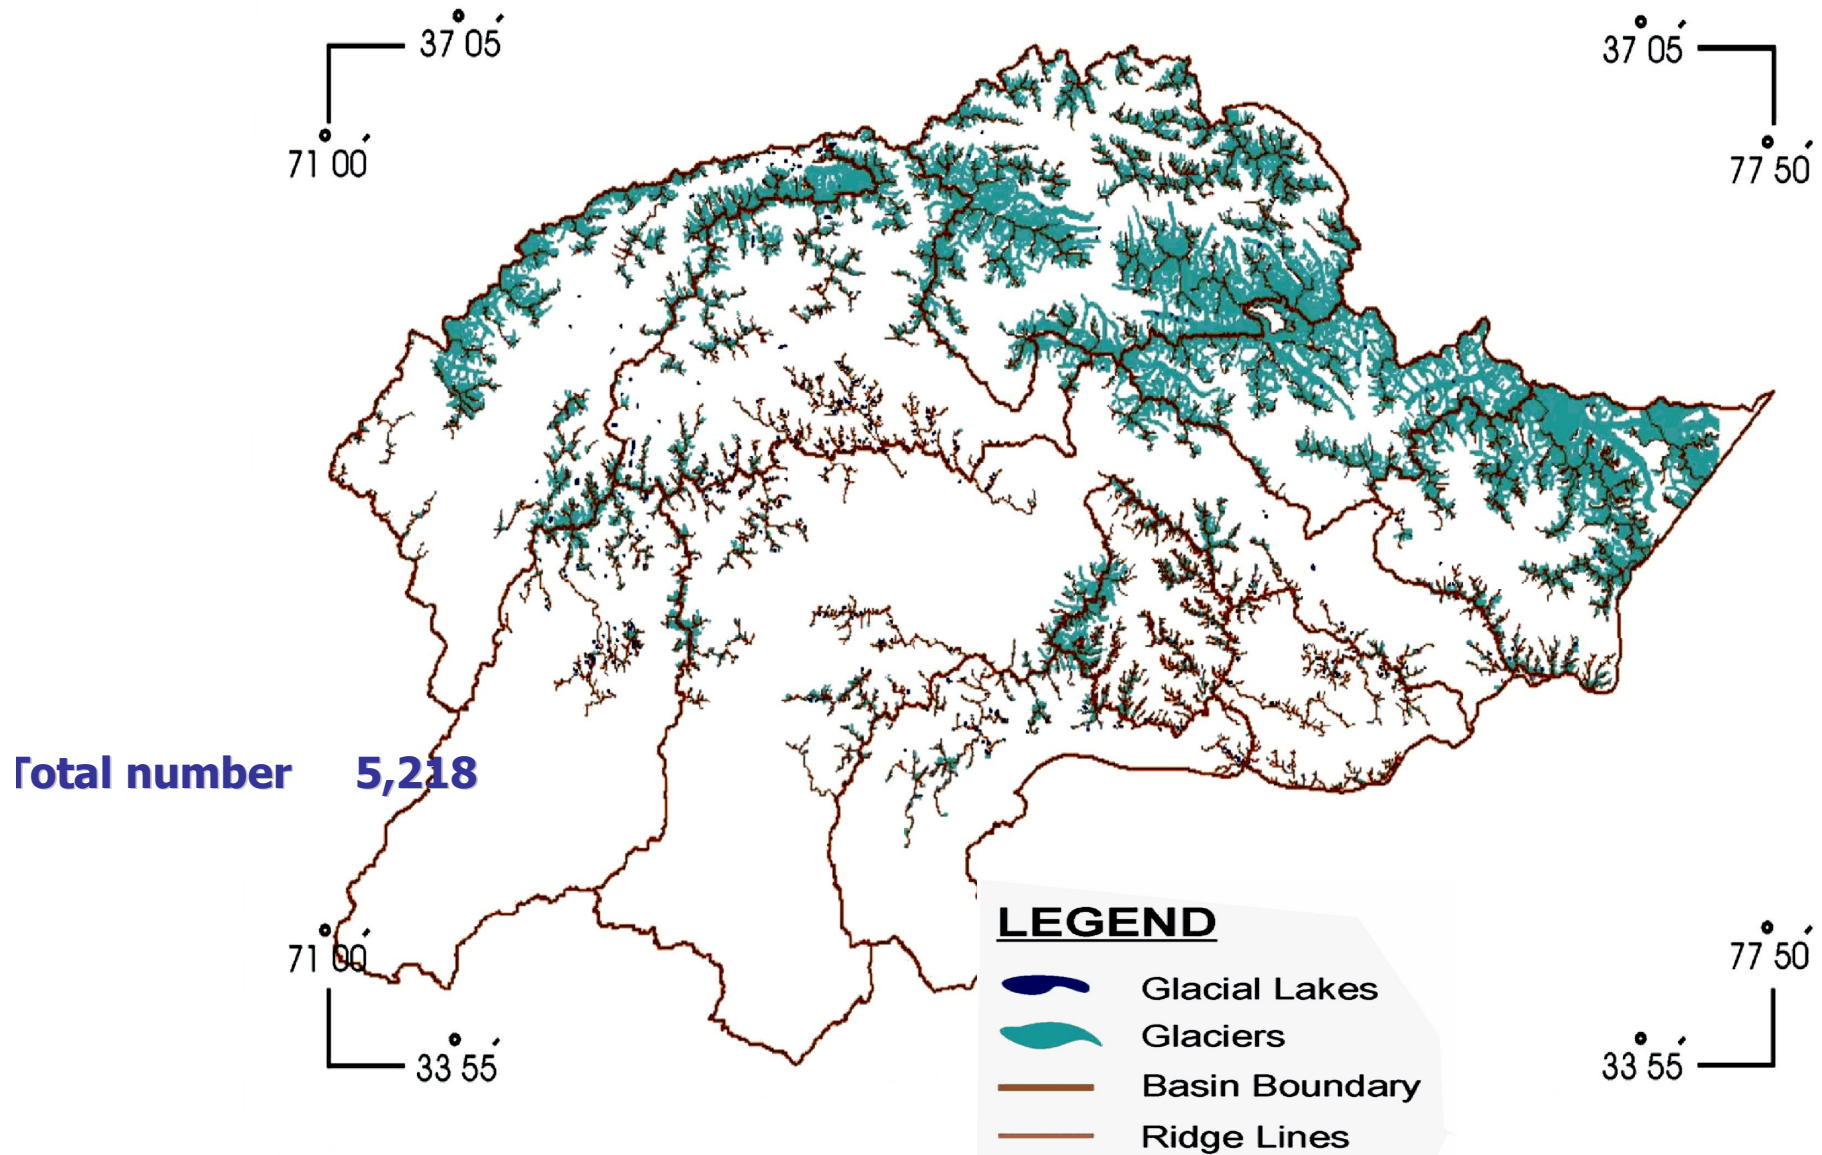 37° 05′
37° 05′
71° 00′
77° 50′
Total number 5,218
71° 00′
77° 50′
33° 55′
33° 55′
LEGEND
Glacial Lakes
Glaciers
Basin Boundary
Ridge Lines